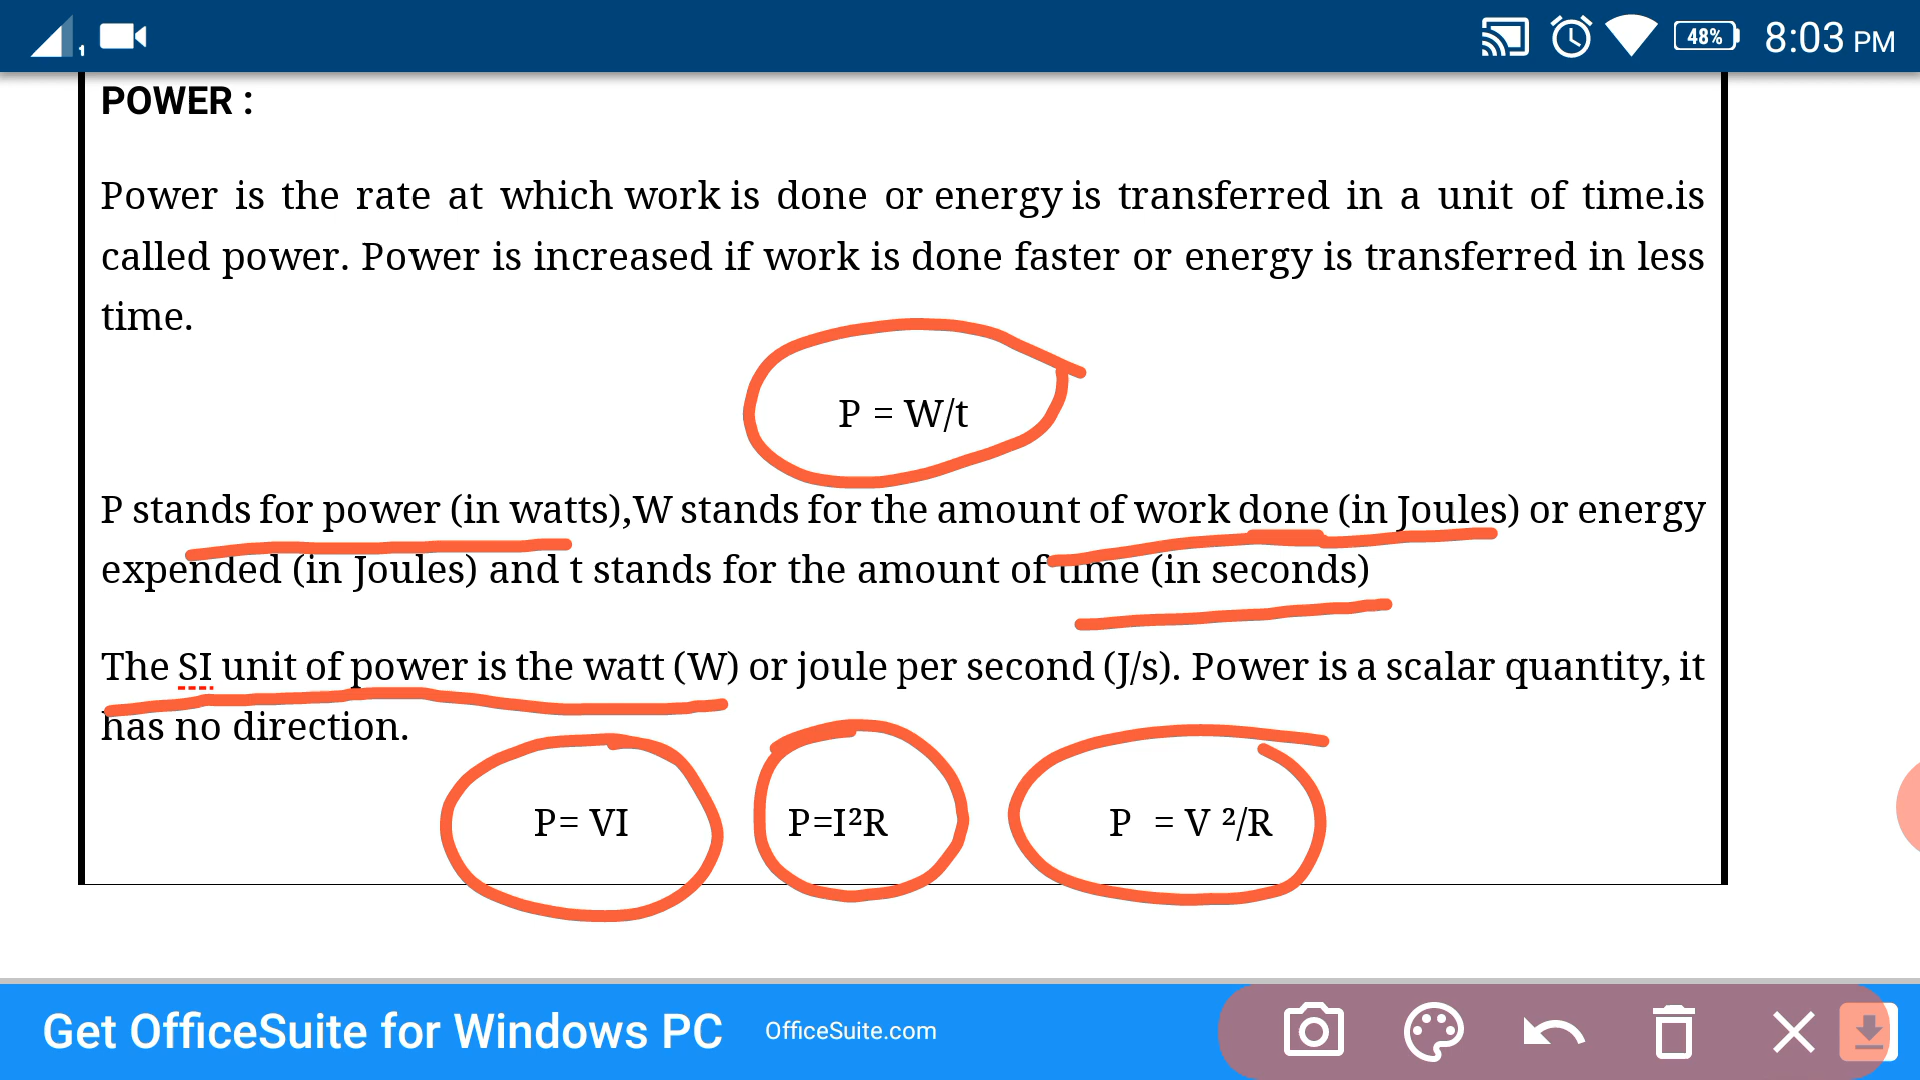 1
48%
8:03 PM
POWER :
Power is the rate at which work is done or energy is transferred in a unit of time.is
called power. Power is increased if work is done faster or energy is transferred in less
time.
P = W/t
P stands for power (in watts),W stands for the amount of work done (in Joules) or energy
expended (in Joules) and t stands for the amount of time (in seconds)
The SI unit of power is the watt (W) or joule per second (J/s). Power is a scalar quantity, it
has no direction.
P= VI P=I²R P = V ²/R
Get OfficeSuite for Windows PC OfficeSuite.com